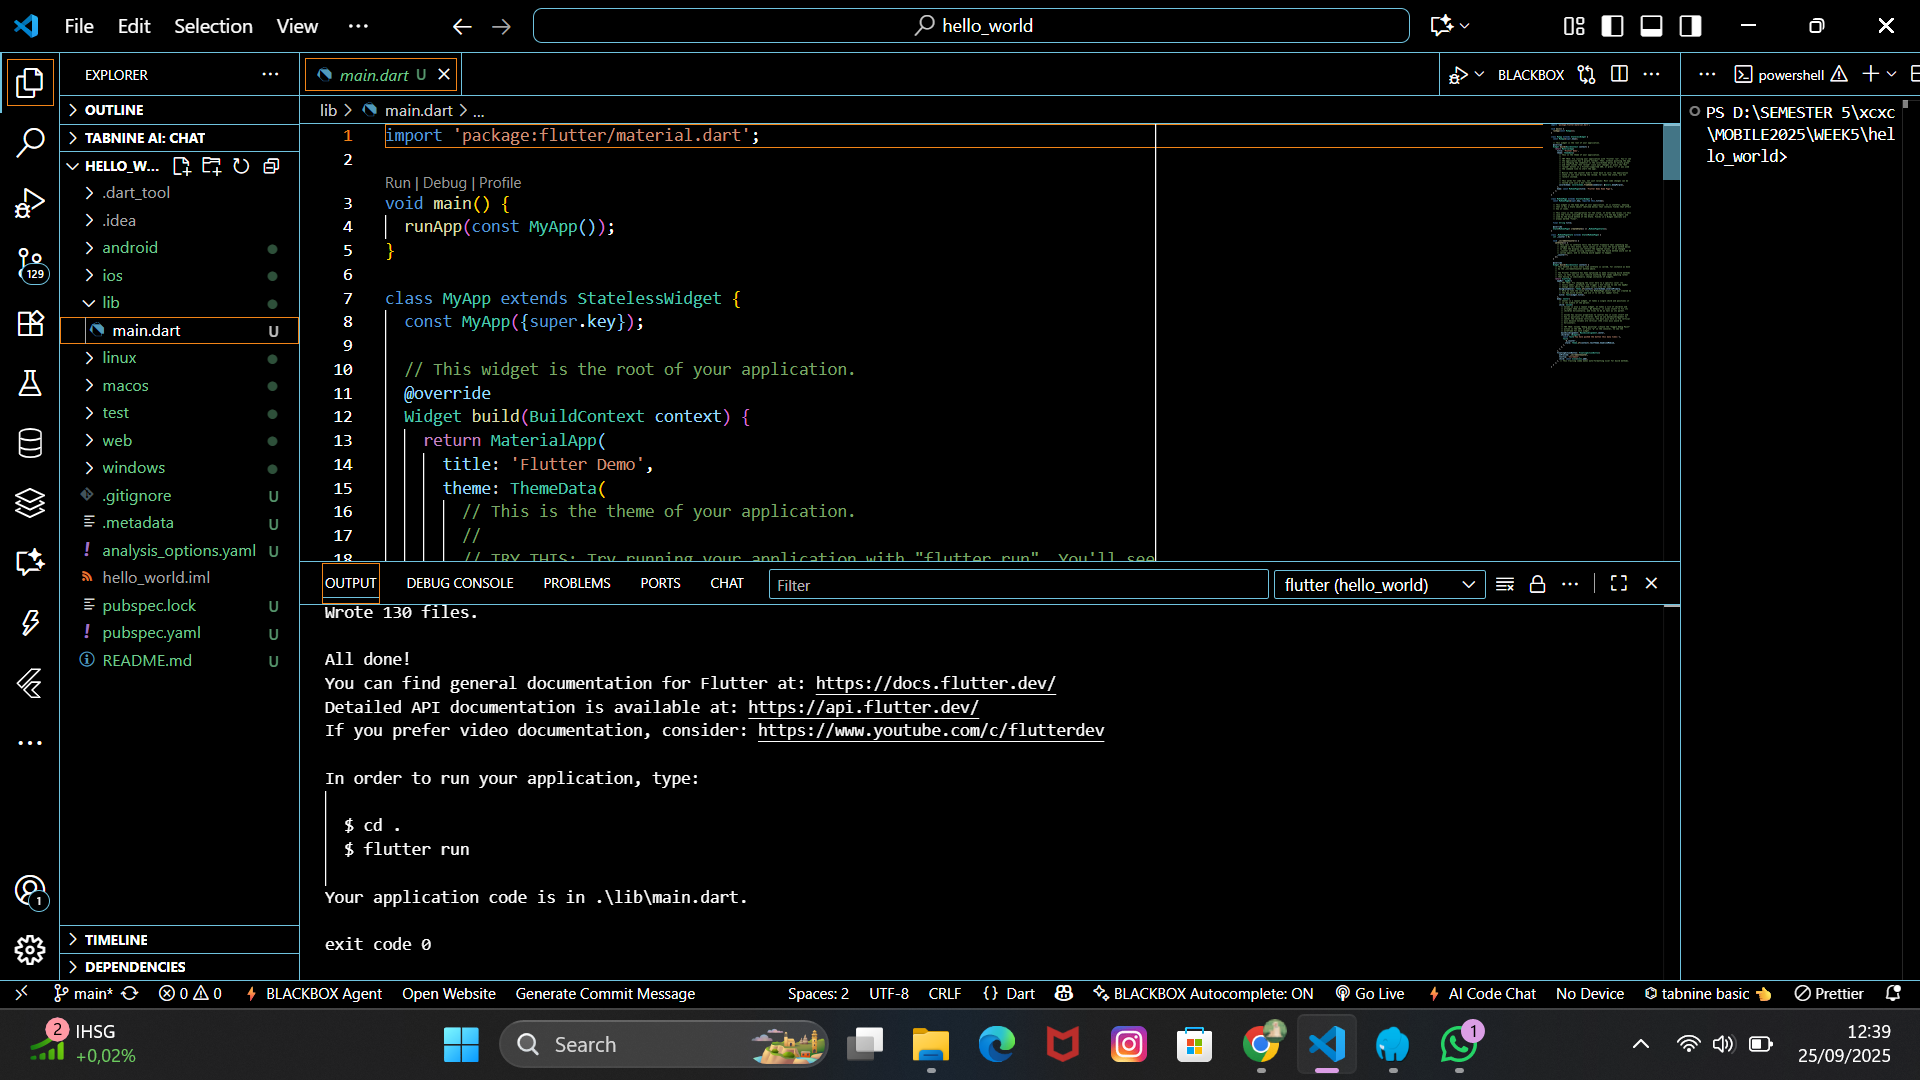 File Edit Selection View
hello_world
EXPLORER
OUTLINE
TABNINE AI: CHAT
HELLO_W...
.dart_tool
.idea
android
ios
lib
main.dart U
linux
macos
test
web
windows
.gitignore U
.metadata U
analysis_options.yaml U
hello_world.iml
pubspec.lock U
pubspec.yaml U
README.md U
TIMELINE
DEPENDENCIES
129
1
main.dart U
BLACKBOX
lib > main.dart > ...
1 import 'package:flutter/material.dart';
2
Run | Debug | Profile
3 void main() {
4 runApp(const MyApp());
5 }
6
7 class MyApp extends StatelessWidget {
8 const MyApp({super.key});
9
10 // This widget is the root of your application.
11 @override
12 Widget build(BuildContext context) {
13 return MaterialApp(
14 title: 'Flutter Demo',
15 theme: ThemeData(
16 // This is the theme of your application.
17 //
18 // TRY THIS: Try running your application with "flutter run". You'll see
powershell
PS D:\SEMESTER 5\xcxc
\MOBILE2025\WEEK5\hel
lo_world>
OUTPUT DEBUG CONSOLE PROBLEMS PORTS CHAT
Filter
flutter (hello_world)
Wrote 130 files.
All done!
You can find general documentation for Flutter at: https://docs.flutter.dev/
Detailed API documentation is available at: https://api.flutter.dev/
If you prefer video documentation, consider: https://www.youtube.com/c/flutterdev
In order to run your application, type:
$ cd .
$ flutter run
Your application code is in .\lib\main.dart.
exit code 0
main* 0 0 BLACKBOX Agent Open Website Generate Commit Message Spaces: 2 UTF-8 CRLF {} Dart BLACKBOX Autocomplete: ON Go Live AI Code Chat No Device tabnine basic Prettier
2 IHSG
+0,02%
Search
1
12:39
25/09/2025